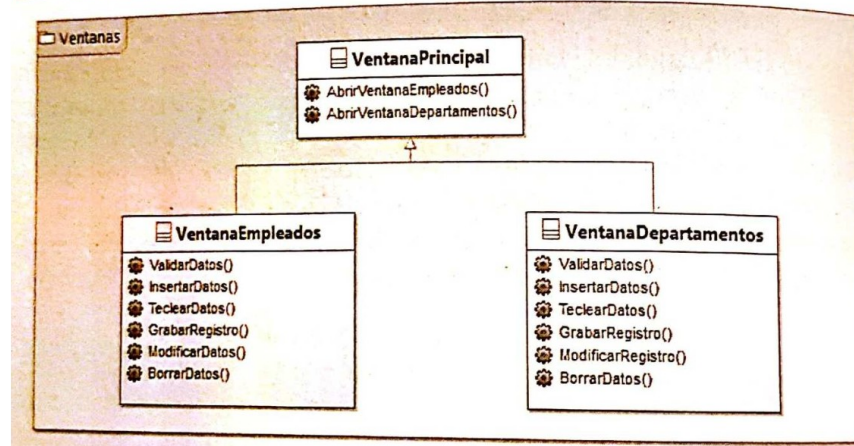 Ventanas
VentanaPrincipal
AbrirVentanaEmpleados()
AbrirVentanaDepartamentos()
VentanaEmpleados
ValidarDatos()
InsertarDatos()
TeclearDatos()
GrabarRegistro()
ModificarDatos()
BorrarDatos()
VentanaDepartamentos
ValidarDatos()
InsertarDatos()
TeclearDatos()
GrabarRegistro()
ModificarRegistro()
BorrarDatos()